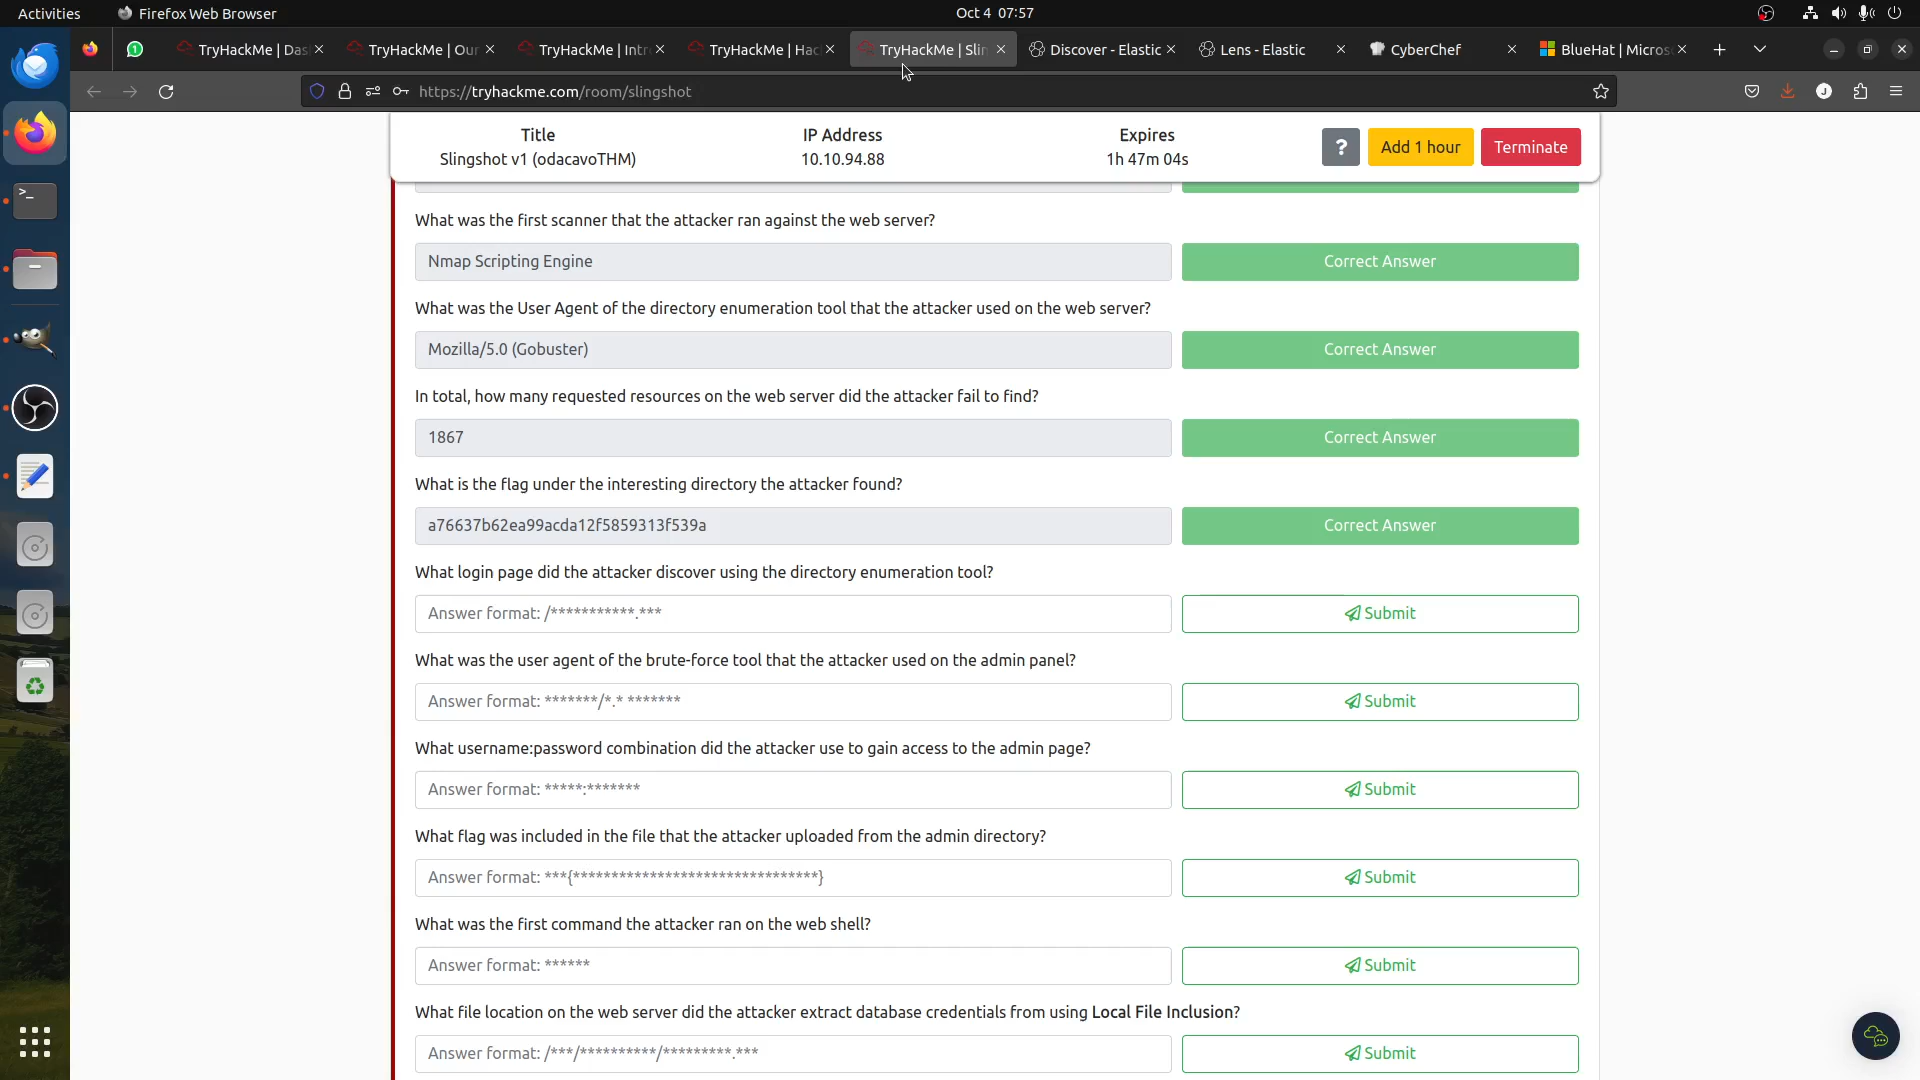 Activities
Firefox Web Browser
Oct 4 07:57
TryHackMe | Das
TryHackMe | Our
TryHackMe | Intr
TryHackMe | Hac
TryHackMe | Slin
Discover - Elastic
Lens - Elastic
CyberChef
BlueHat | Micros
https://tryhackme.com/room/slingshot
Title
Slingshot v1 (odacavoTHM)
IP Address
10.10.94.88
Expires
1h 47m 04s
?
Add 1 hour
Terminate
What was the first scanner that the attacker ran against the web server?
Nmap Scripting Engine
Correct Answer
What was the User Agent of the directory enumeration tool that the attacker used on the web server?
Mozilla/5.0 (Gobuster)
Correct Answer
In total, how many requested resources on the web server did the attacker fail to find?
1867
Correct Answer
What is the flag under the interesting directory the attacker found?
a76637b62ea99acda12f5859313f539a
Correct Answer
What login page did the attacker discover using the directory enumeration tool?
Answer format: /***********.***
Submit
What was the user agent of the brute-force tool that the attacker used on the admin panel?
Answer format: *******/*.* *******
Submit
What username:password combination did the attacker use to gain access to the admin page?
Answer format: *****:*******
Submit
What flag was included in the file that the attacker uploaded from the admin directory?
Answer format: ***{********************************}
Submit
What was the first command the attacker ran on the web shell?
Answer format: ******
Submit
What file location on the web server did the attacker extract database credentials from using Local File Inclusion?
Answer format: /***/**********/*********.***
Submit